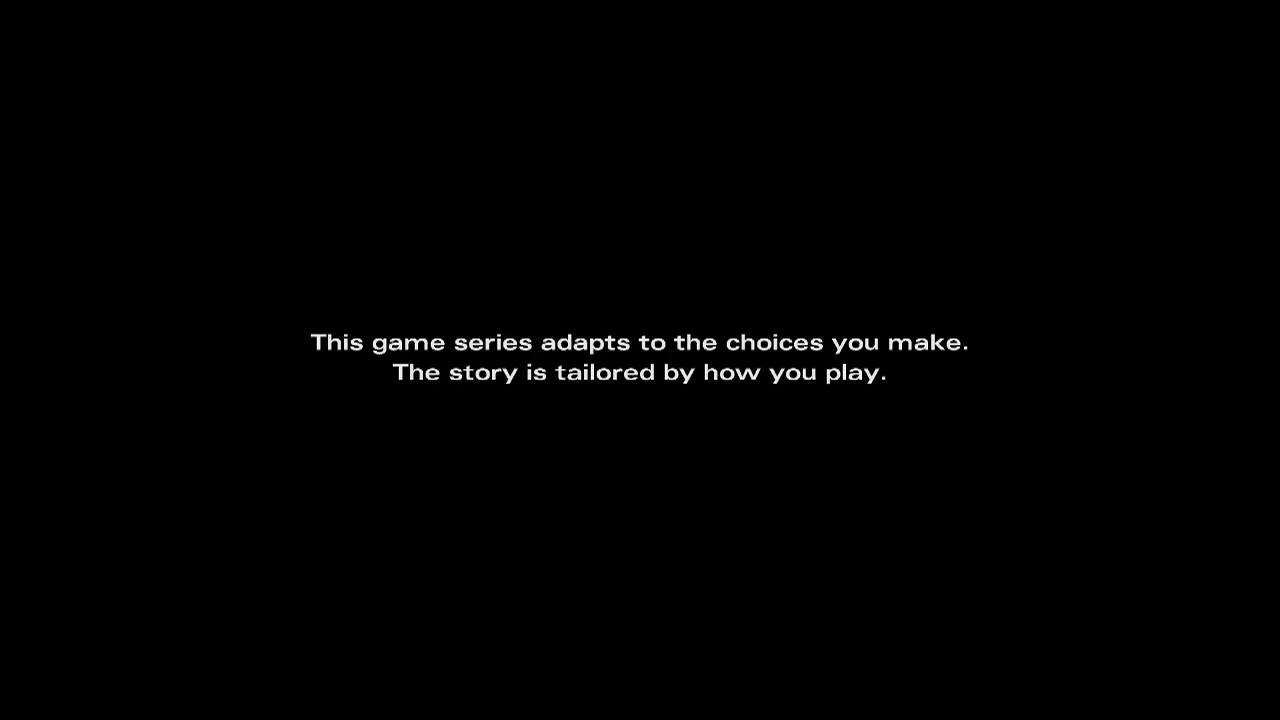 This game series adapts to the choices you make.
The story is tailored by how you play.